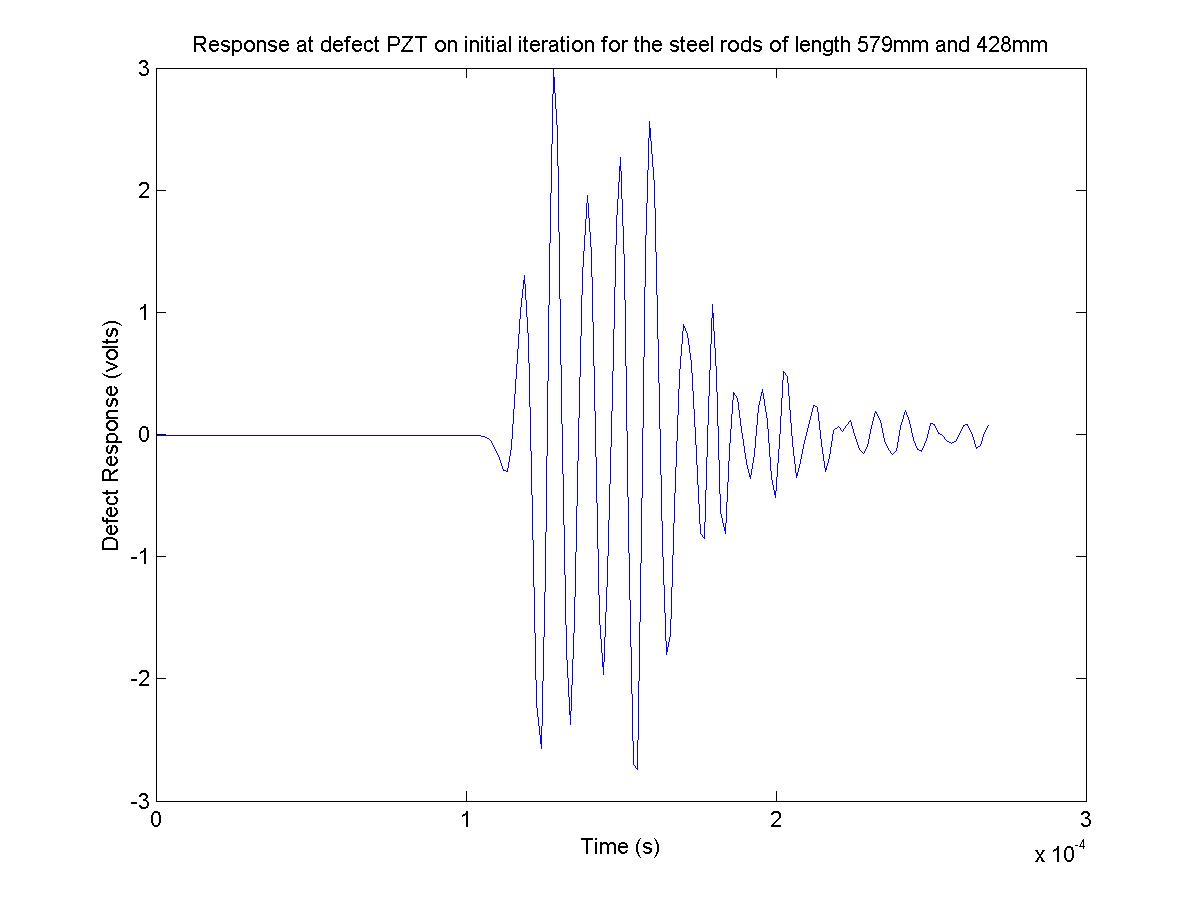 Response at defect PZT on initial iteration for the steel rods of length 579mm and 428mm
3
2
1
0
-1
-2
-3
Defect Response (volts)
0 1 2 3
Time (s)
x 10^-4